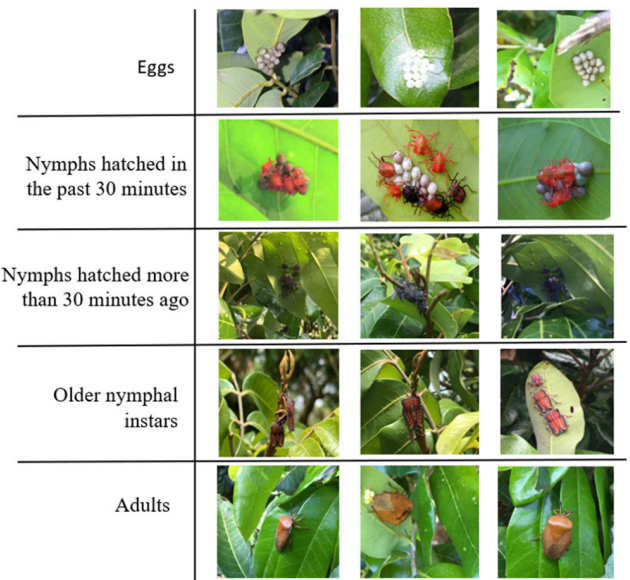 Eggs
Nymphs hatched in
the past 30 minutes
Nymphs hatched more
than 30 minutes ago
Older nymphal
instars
Adults